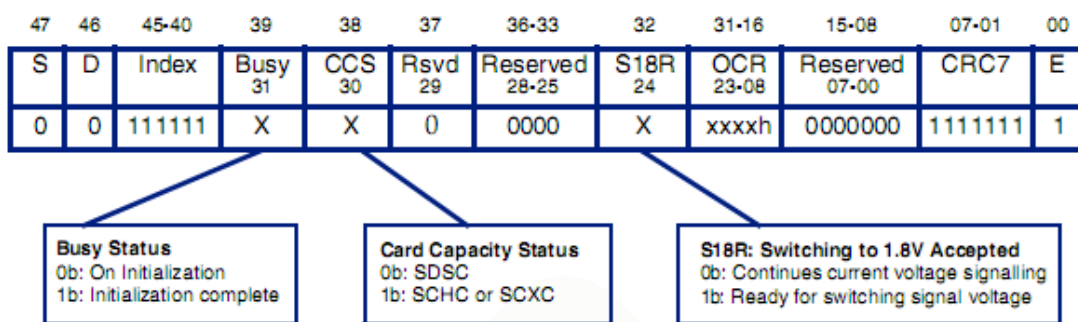 47 46 45-40 39 38 37 36-33 32 31-16 15-08 07-01 00
S D Index Busy CCS Rsvd Reserved S18R OCR Reserved CRC7 E
31 30 29 28-25 24 23-08 07-00
0 0 111111 X X 0 0000 X xxxxh 0000000 1111111 1
Busy Status
0b: On Initialization
1b: Initialization complete
Card Capacity Status
0b: SDSC
1b: SCHC or SCXC
S18R: Switching to 1.8V Accepted
0b: Continues current voltage signalling
1b: Ready for switching signal voltage